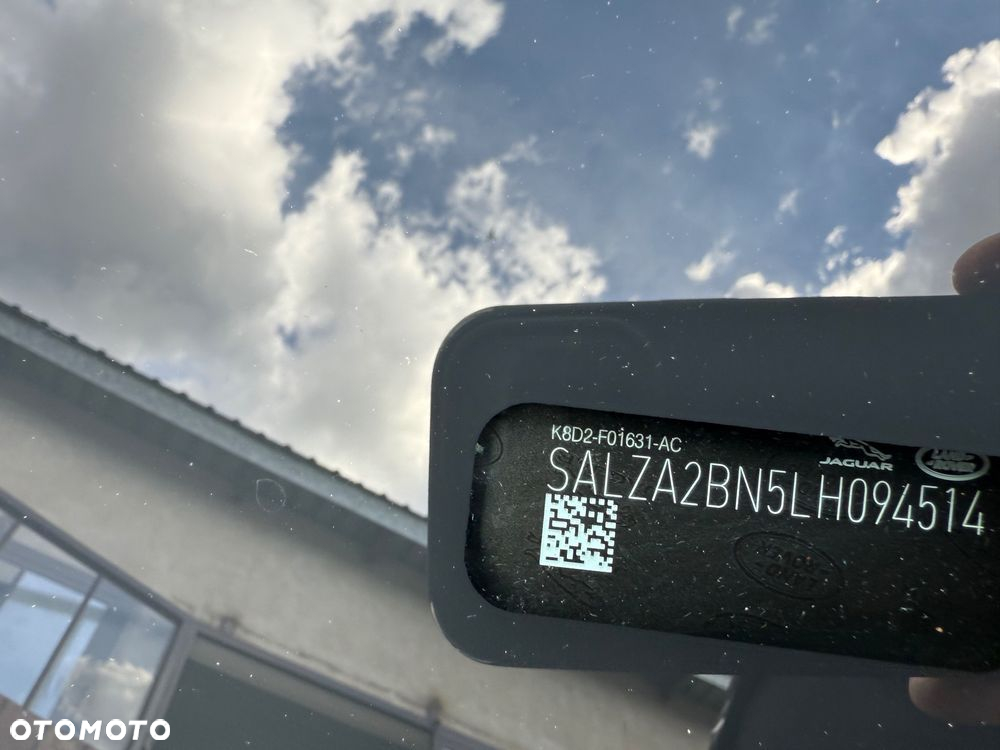 K8D2-F01631-AC
JAGUAR
SALZA2BN5LH094514
OTOMOTO